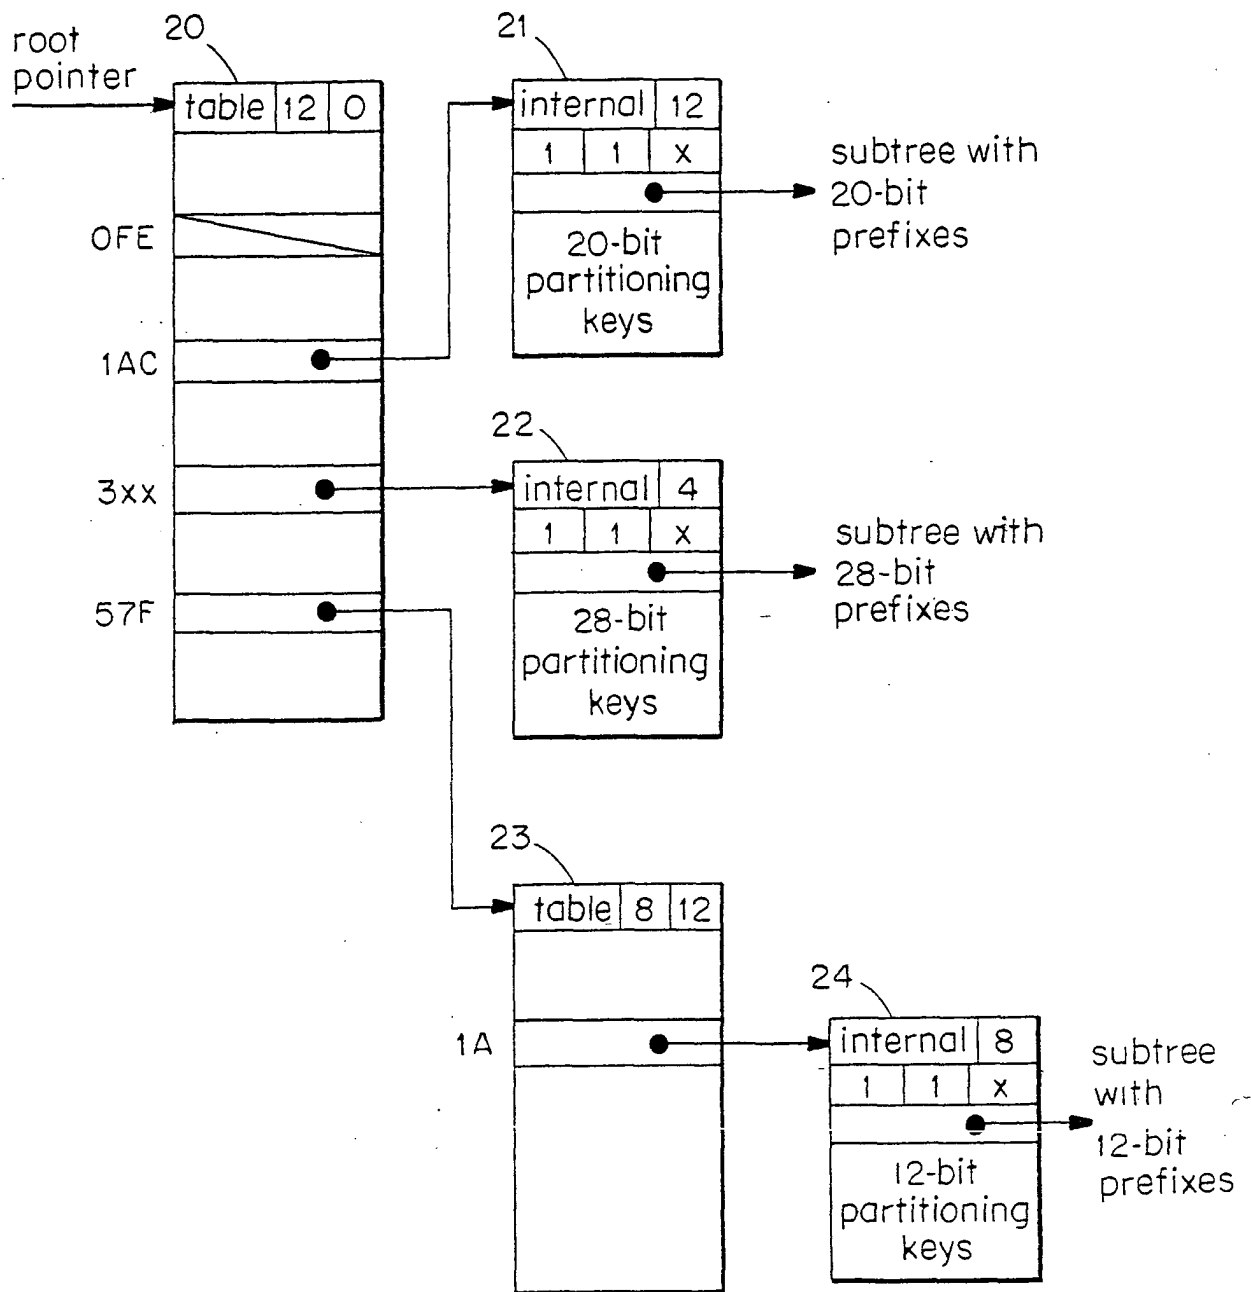 root
pointer
20
table 12 0
OFE
1AC
3xx
57F
21
internal 12
1 1 x
20-bit
partitioning
keys
subtree with
20-bit
prefixes
22
internal 4
1 1 x
28-bit
partitioning
keys
subtree with
28-bit
prefixes
23
table 8 12
1A
24
internal 8
1 1 x
12-bit
partitioning
keys
subtree
with
12-bit
prefixes